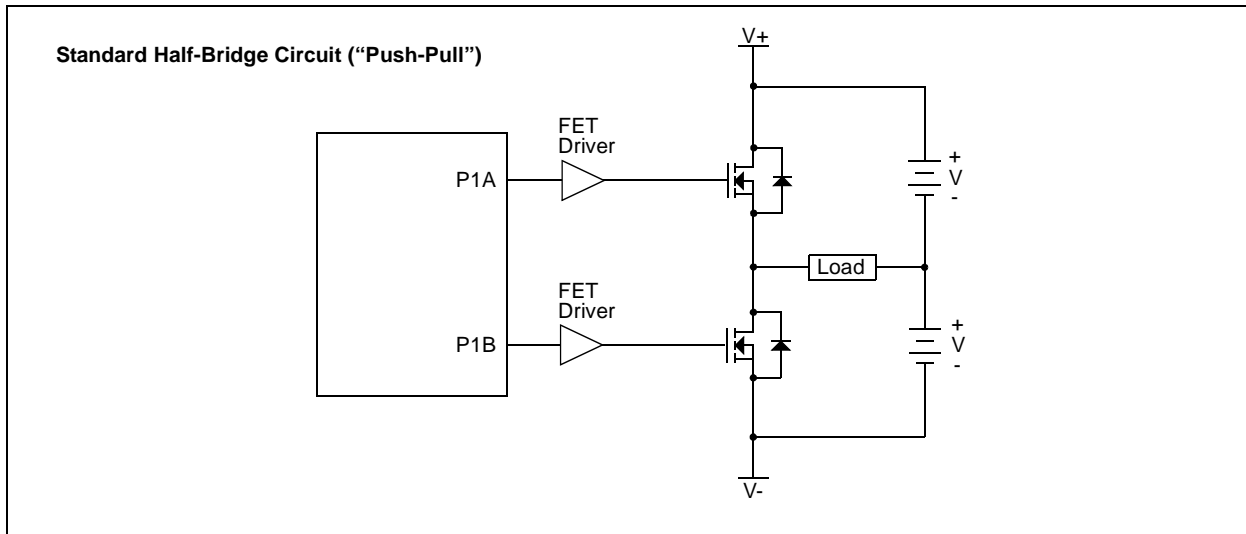 Standard Half-Bridge Circuit (“Push-Pull”)
V+
FET
Driver
P1A
+
V
-
Load
FET
Driver
P1B
+
V
-
V-